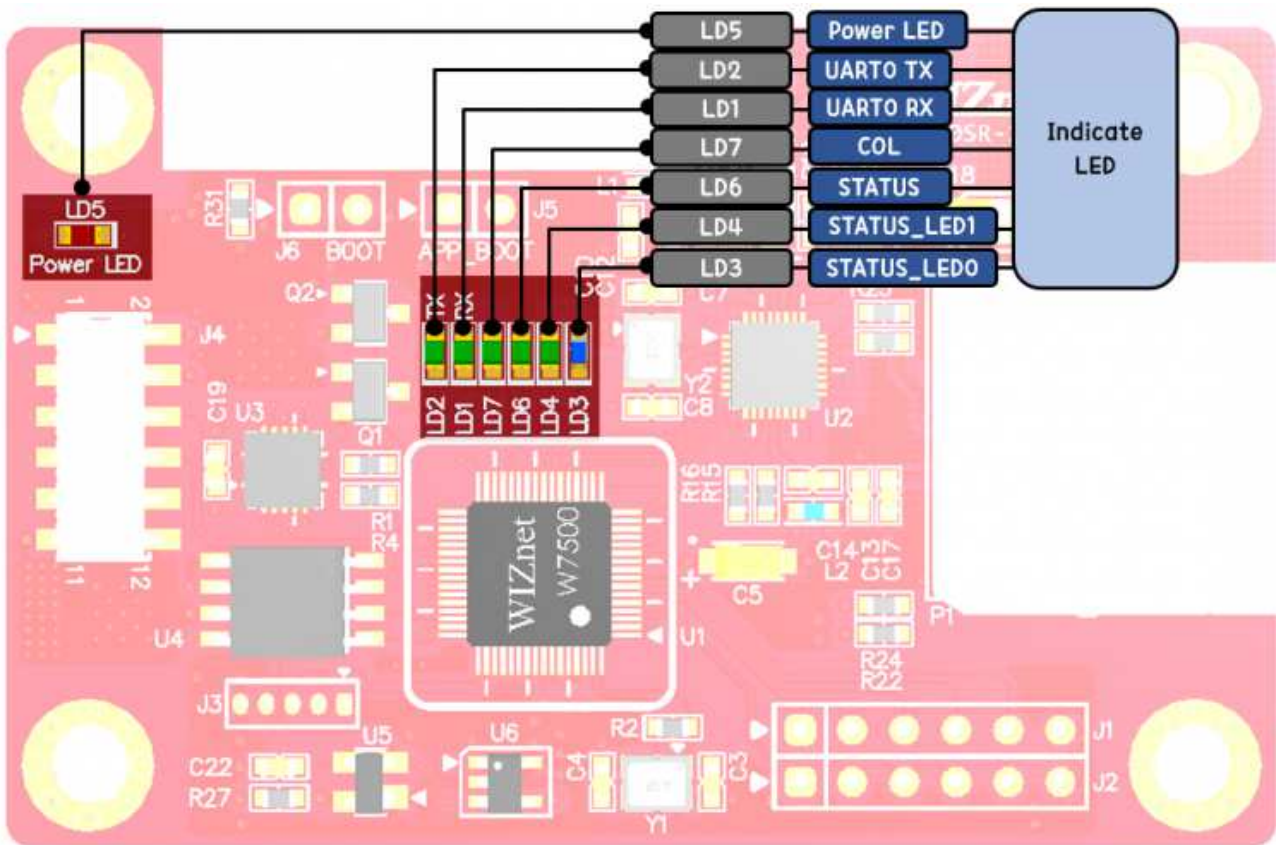 LD5 Power LED
LD2 UART0 TX
LD1 UART0 RX
LD7 COL
LD6 STATUS
LD4 STATUS_LED1
LD3 STATUS_LED0
Indicate
LED
LD5
Power LED
R31
J6 BOOT
APP_BOOT
J5
Q2
TX
RX
C7
J4
1
11
12
C19
U3
Q1
R1
R4
LD2
LD1
LD7
LD6
LD4
LD3
Y2
C8
U2
R16
R15
WIZnet
W7500
U1
C5
C14
L2
C13
C17
P1
R24
R22
U4
J3
C22
R27
U5
U6
R2
C4
C3
Y1
J1
J2